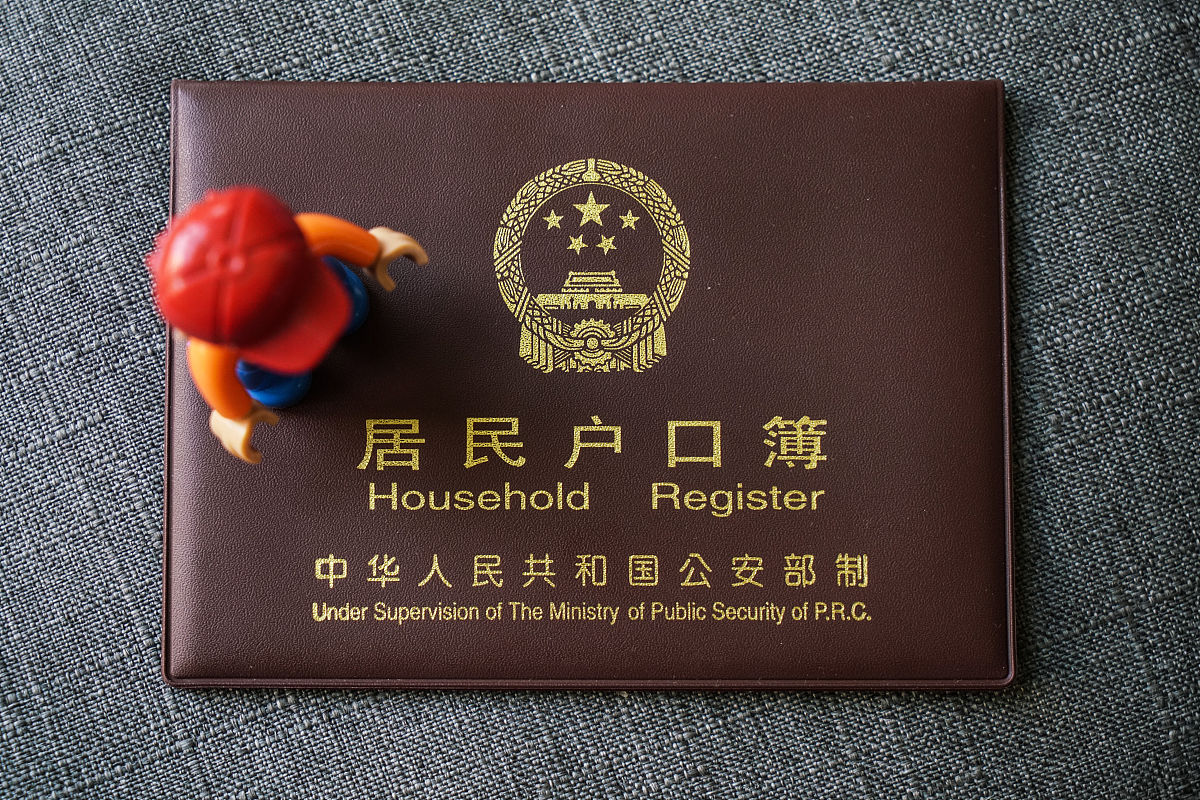 居民户口簿
Household Register
中华人民共和国公安部制
Under Supervision of The Ministry of Public Security of P.R.C.